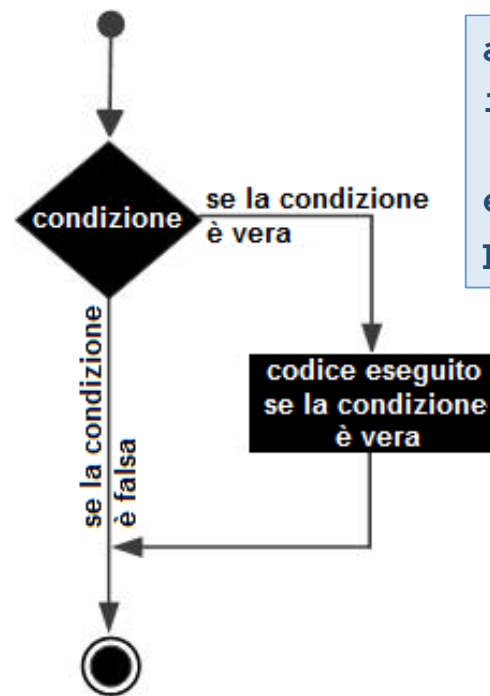 condizione
se la condizione
è vera
se la condizione
è falsa
codice eseguito
se la condizione
è vera